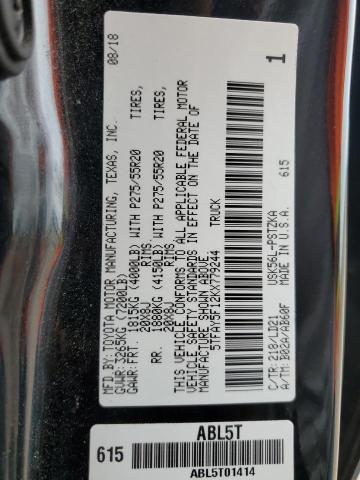 MFD BY: TOYOTA MOTOR MANUFACTURING, TEXAS, INC. 08/18
GVWR: 3265KG (7200LB)
GAWR: FRT. 1815KG (4000LB) WITH P275/55R20 TIRES,
20X8J RIMS.
RR. 1880KG (4150LB) WITH P275/55R20 TIRES,
20X8J RIMS.
THIS VEHICLE CONFORMS TO ALL APPLICABLE FEDERAL MOTOR
VEHICLE SAFETY STANDARDS IN EFFECT ON THE DATE OF
MANUFACTURE SHOWN ABOVE.
5TFAY5F12KX779244 TRUCK
1
615
C/TR: 218/LD21 USK56L-PSTZKA
A/TM: B02A/AB60F MADE IN U.S.A.
615
ABL5T
ABL5T01414